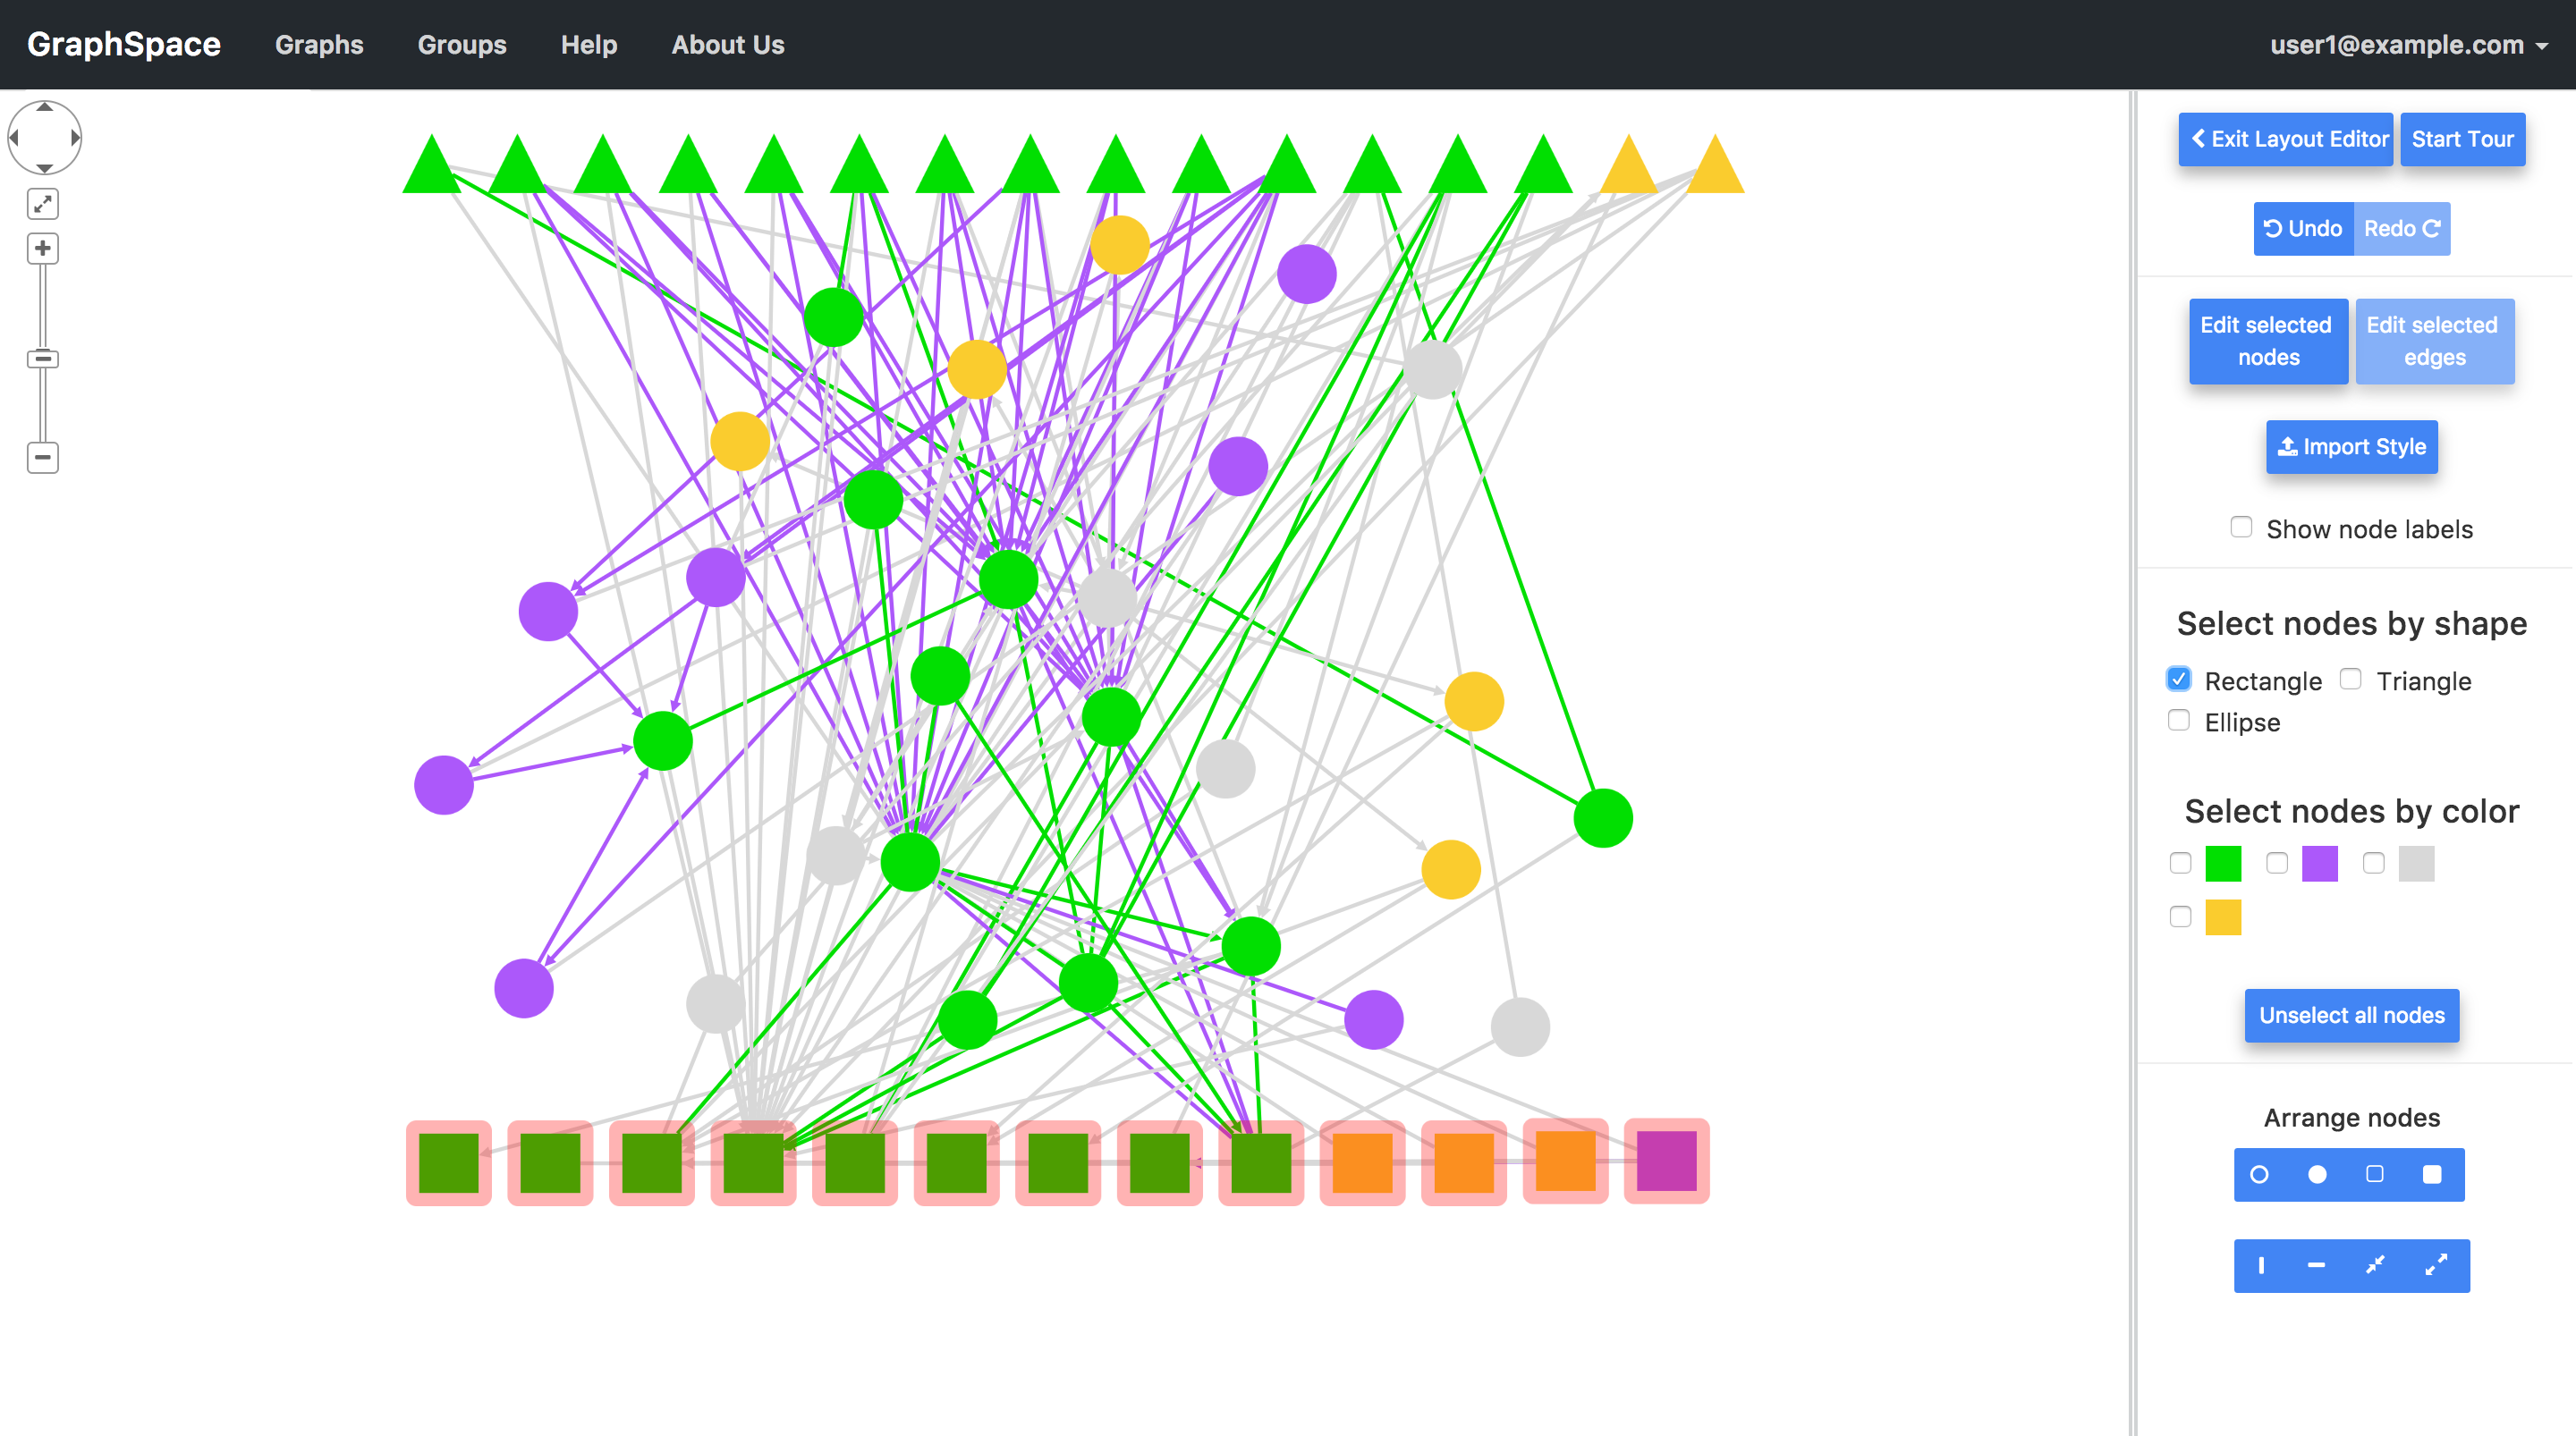 GraphSpace Graphs Groups Help About Us user1@example.com
Exit Layout Editor Start Tour
Undo Redo
Edit selected nodes Edit selected edges
Import Style
Show node labels
Select nodes by shape
Rectangle Triangle
Ellipse
Select nodes by color
Unselect all nodes
Arrange nodes